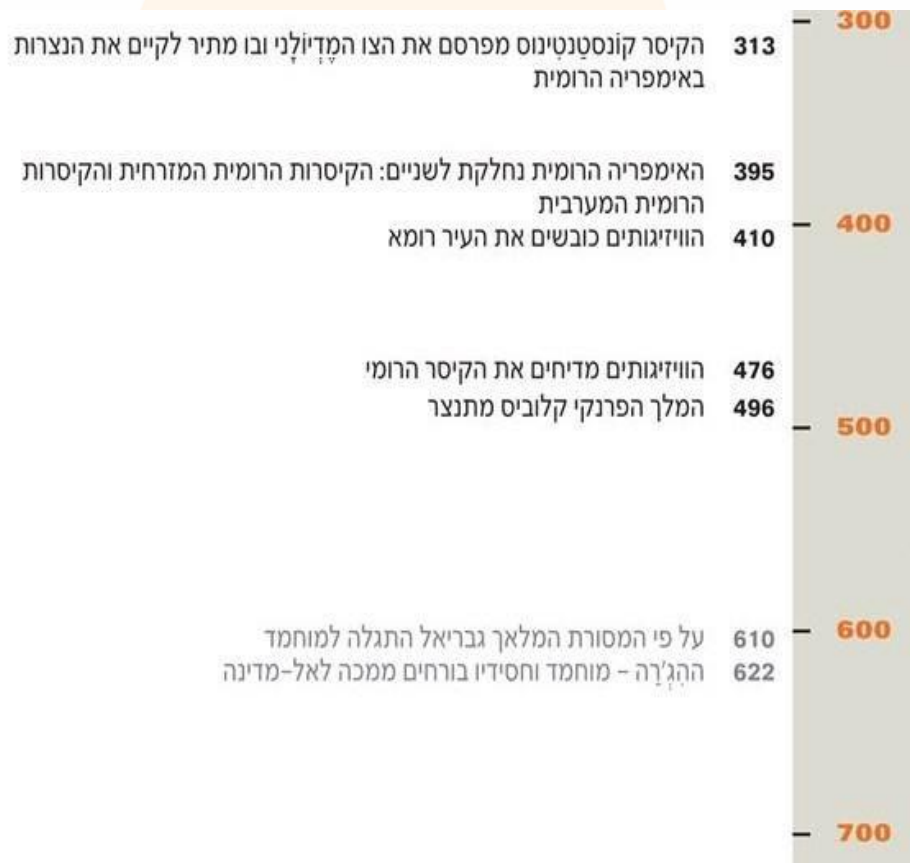 300
313 הקיסר קוֹנסטַנטִינוס מפרסם את הצו המֶדְיוֹלָני ובו מתיר לקיים את הנצרות
באימפריה הרומית
395 האימפריה הרומית נחלקת לשניים: הקיסרות הרומית המזרחית והקיסרות
הרומית המערבית
400
410 הוויזיגותים כובשים את העיר רומא
476 הוויזיגותים מדיחים את הקיסר הרומי
496 המלך הפרנקי קלוביס מתנצר
500
600
610 על פי המסורת המלאך גבריאל התגלה למוחמד
622 ההִגְ'רַה – מוחמד וחסידיו בורחים ממכה לאל-מדינה
700